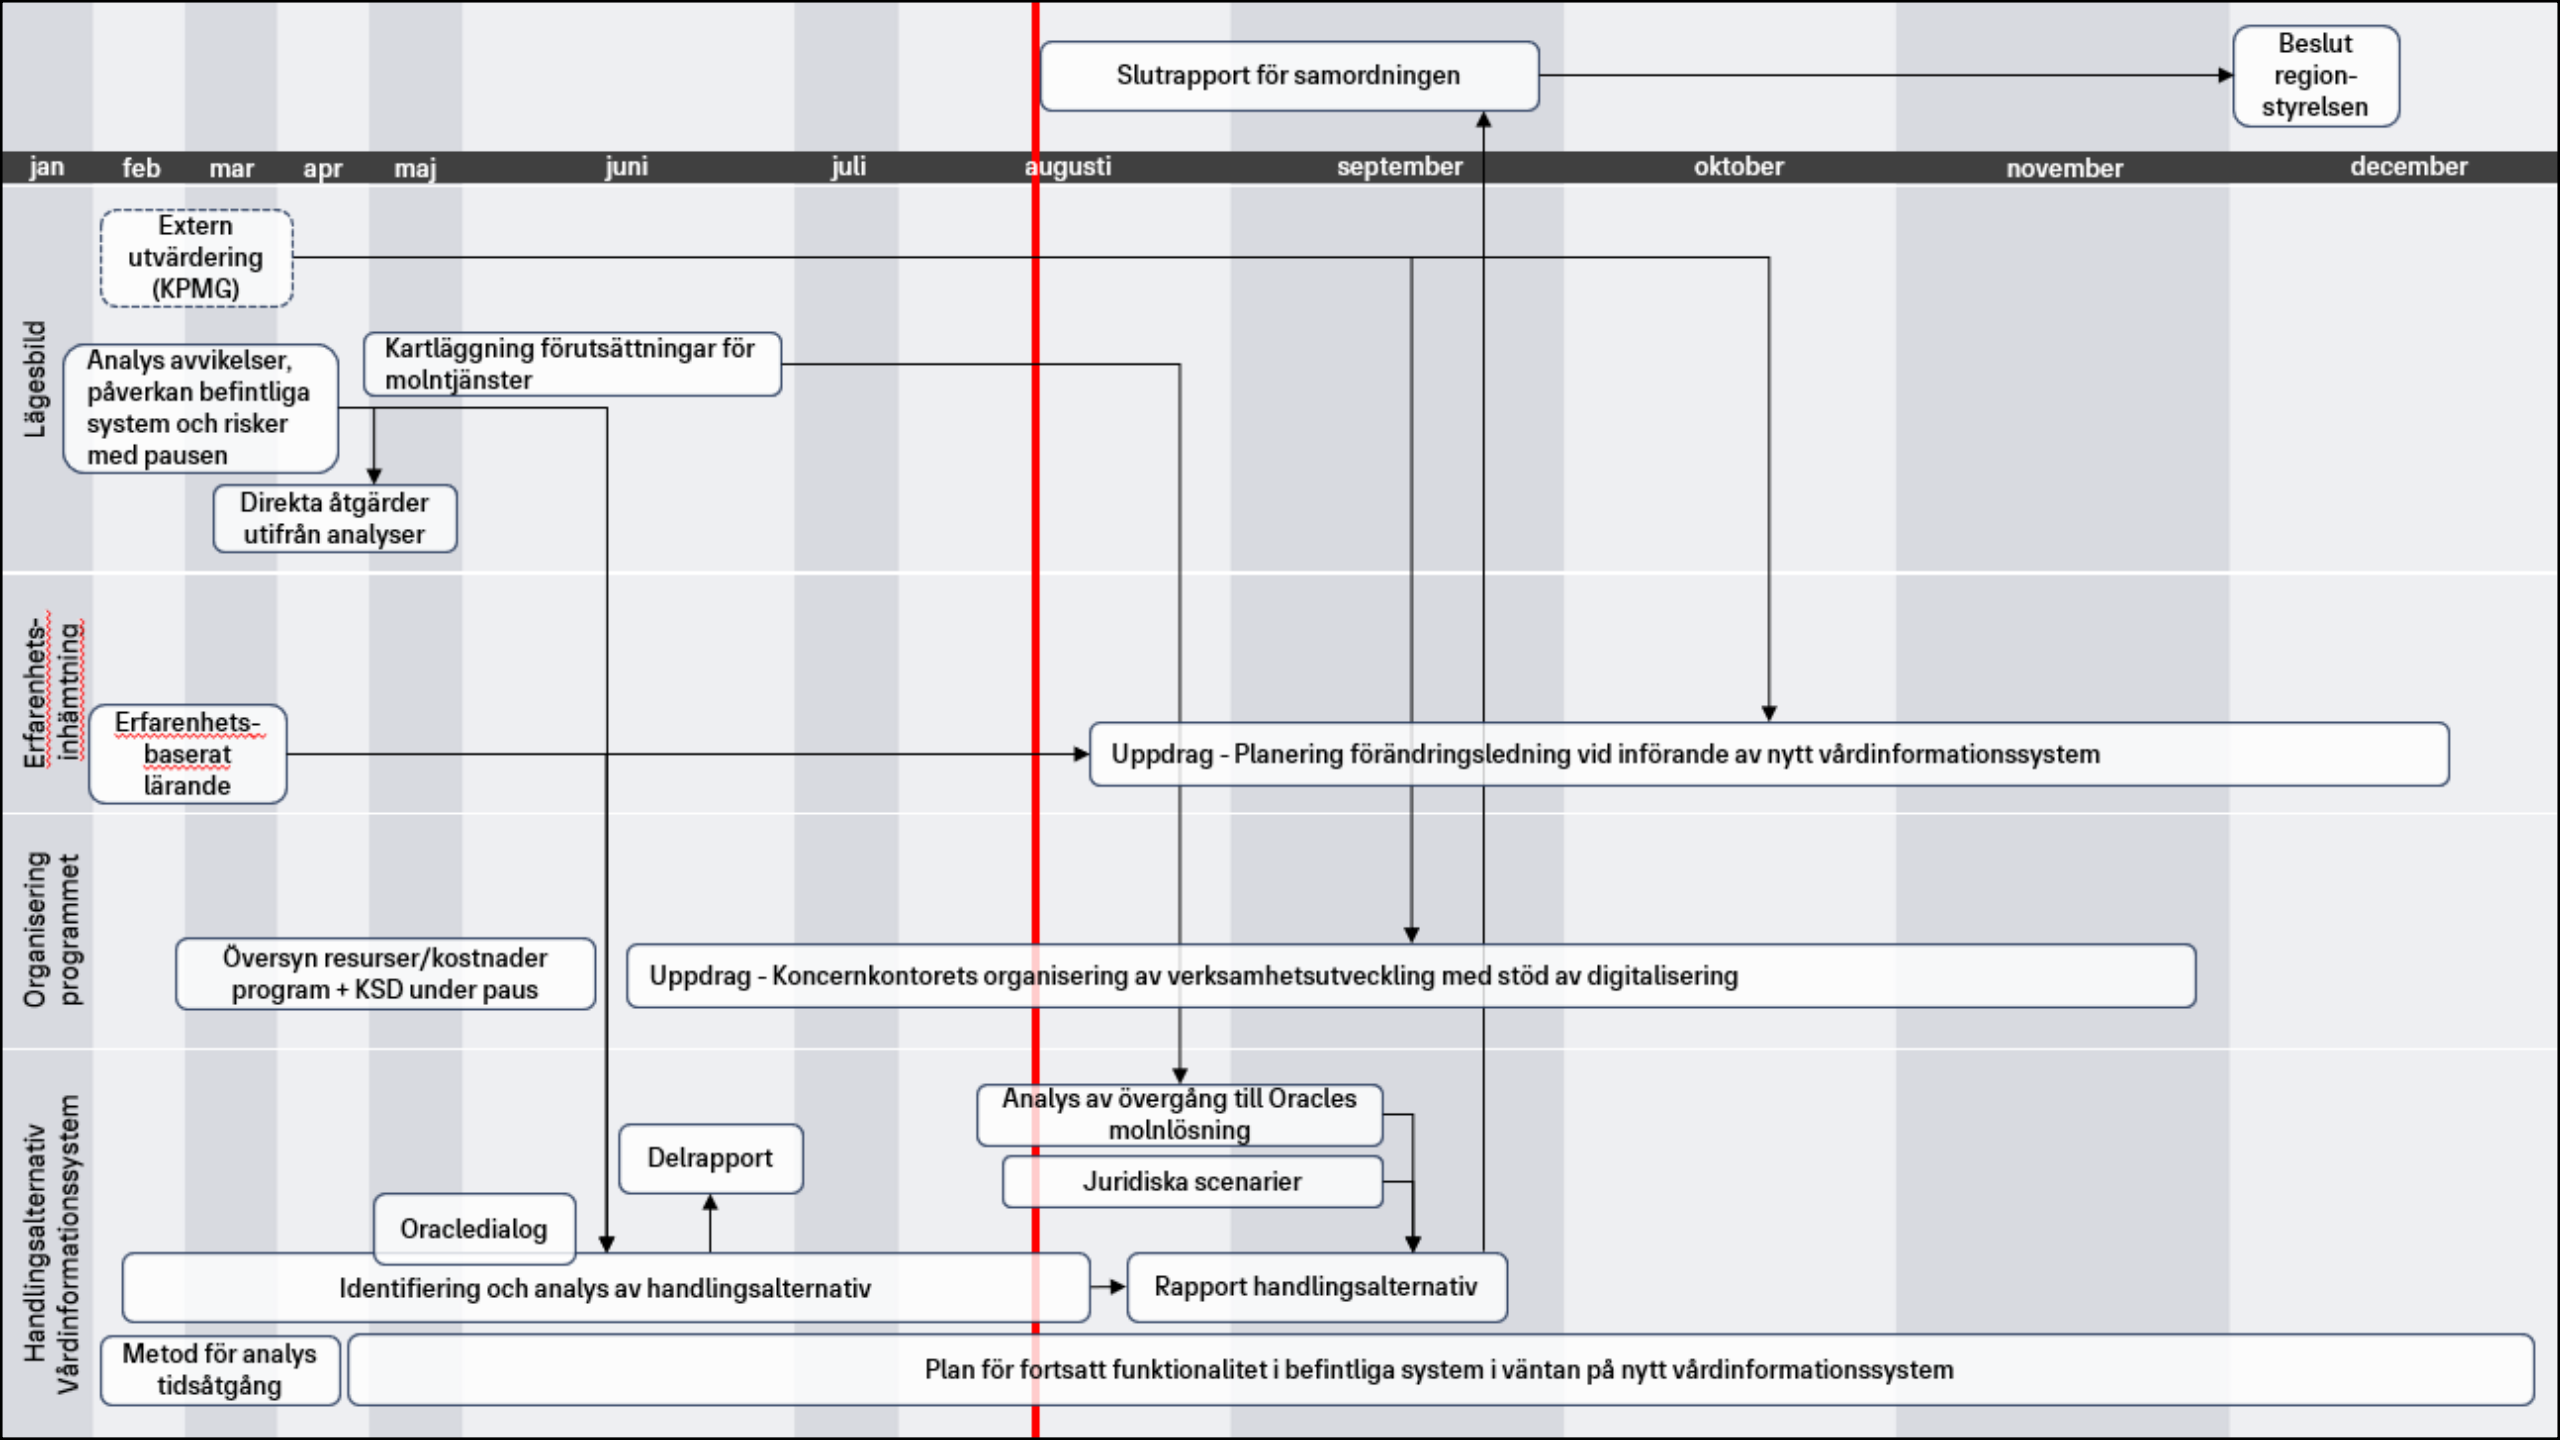 Slutrapport för samordningen
Beslut
region-
styrelsen
jan feb mar apr maj juni juli augusti september oktober november december
Lägesbild
Extern
utvärdering
(KPMG)
Kartläggning förutsättningar för
molntjänster
Analys avvikelser,
påverkan befintliga
system och risker
med pausen
Direkta åtgärder
utifrån analyser
Erfarenhets-
inhämtning
Erfarenhets-
baserat
lärande
Uppdrag - Planering förändringsledning vid införande av nytt vårdinformationssystem
Organisering
programmet
Översyn resurser/kostnader
program + KSD under paus
Uppdrag - Koncernkontorets organisering av verksamhetsutveckling med stöd av digitalisering
Handlingsalternativ
Vårdinformationssystem
Analys av övergång till Oracles
molnlösning
Delrapport
Juridiska scenarier
Oracledialog
Identifiering och analys av handlingsalternativ
Rapport handlingsalternativ
Metod för analys
tidsåtgång
Plan för fortsatt funktionalitet i befintliga system i väntan på nytt vårdinformationssystem